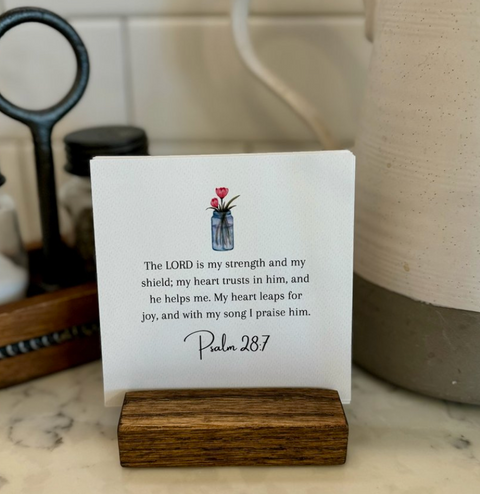 The LORD is my strength and my
shield; my heart trusts in him, and
he helps me. My heart leaps for
joy, and with my song I praise him.
Psalm 28:7